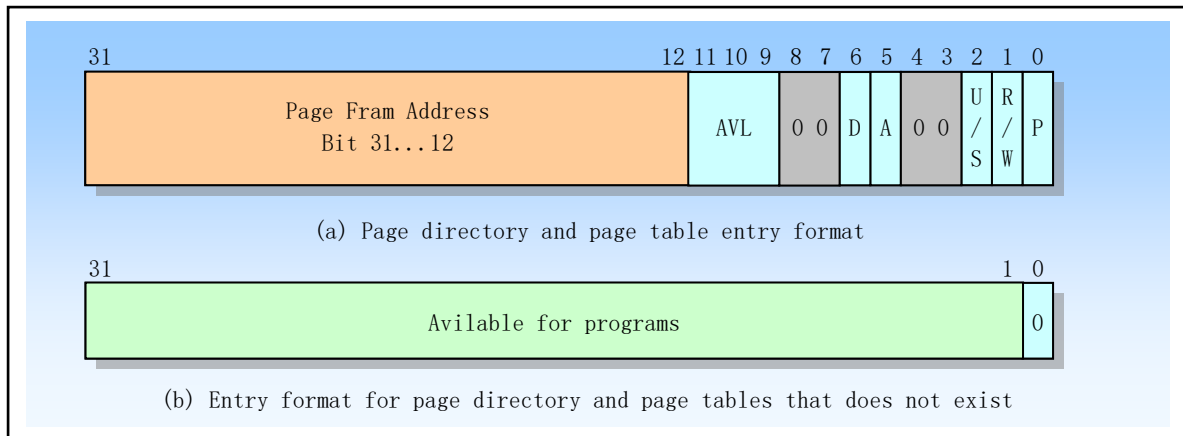 31 12 11 10 9 8 7 6 5 4 3 2 1 0
Page Fram Address
Bit 31...12
AVL
0 0
D
A
0 0
U
/
S
R
/
W
P
(a) Page directory and page table entry format
31 1 0
Avilable for programs
0
(b) Entry format for page directory and page tables that does not exist